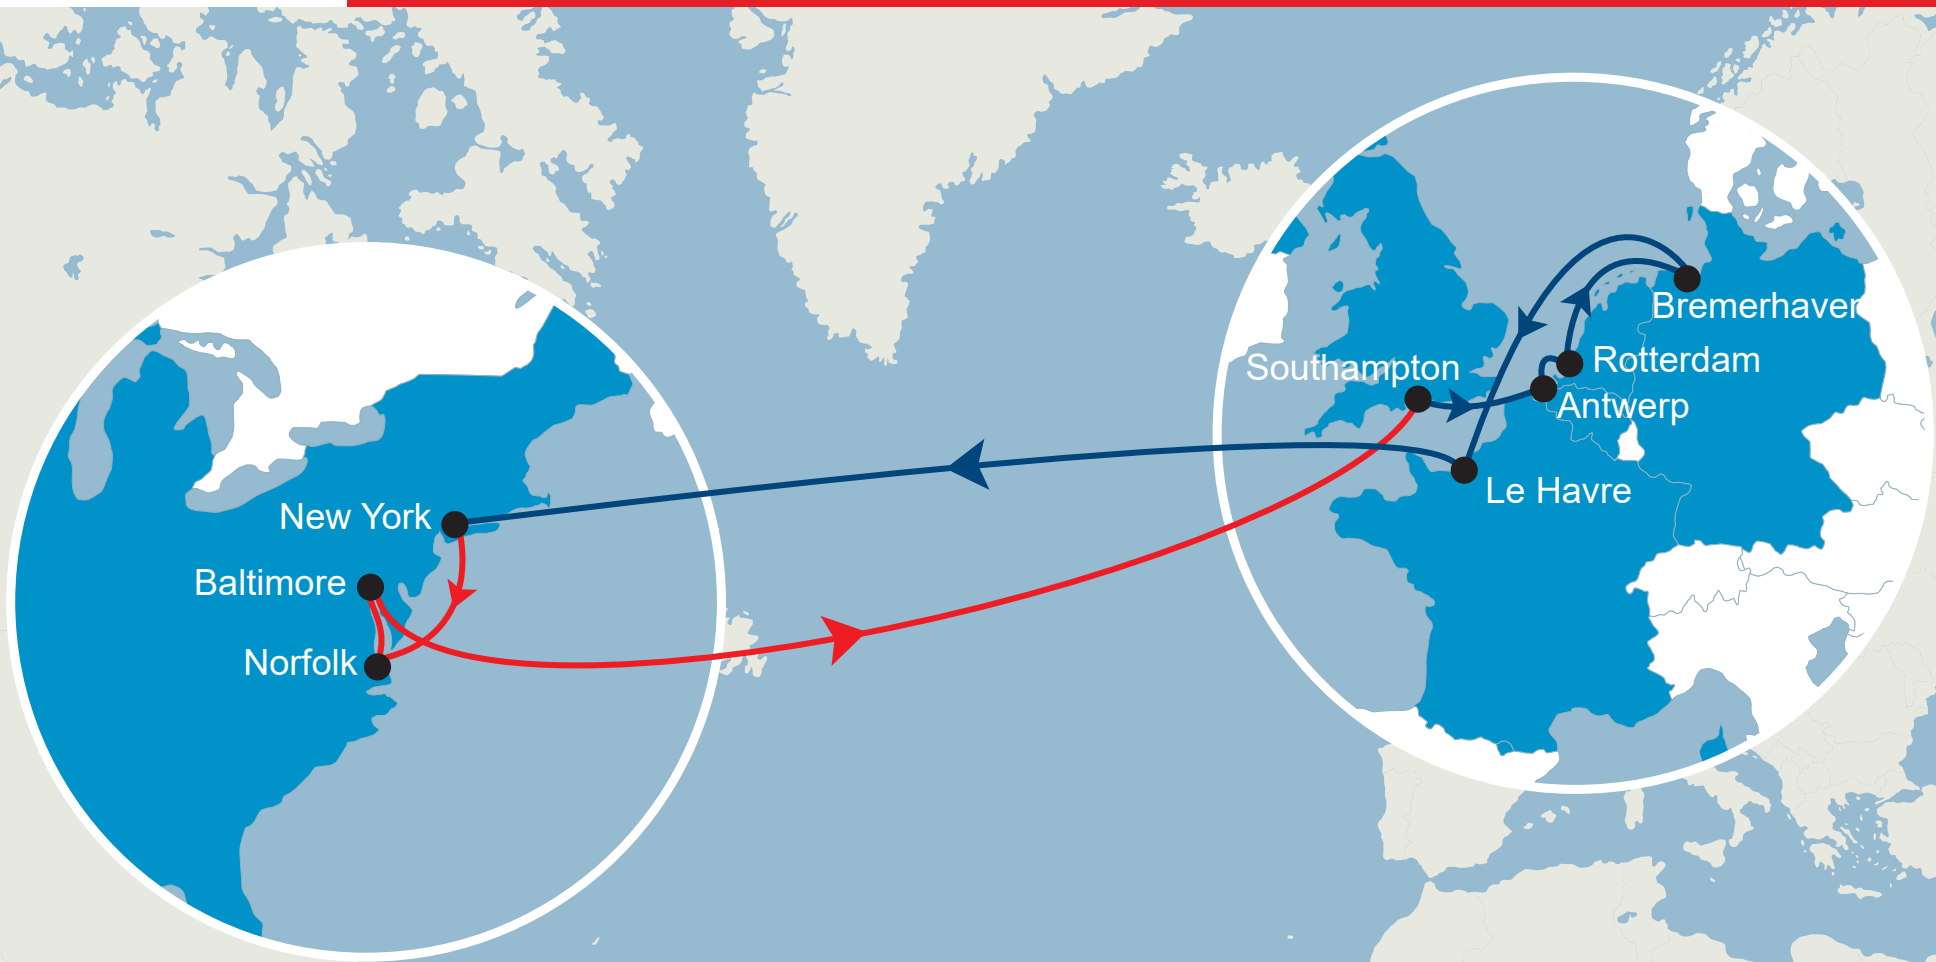 New York
Baltimore
Norfolk
Southampton
Bremerhaven
Rotterdam
Antwerp
Le Havre